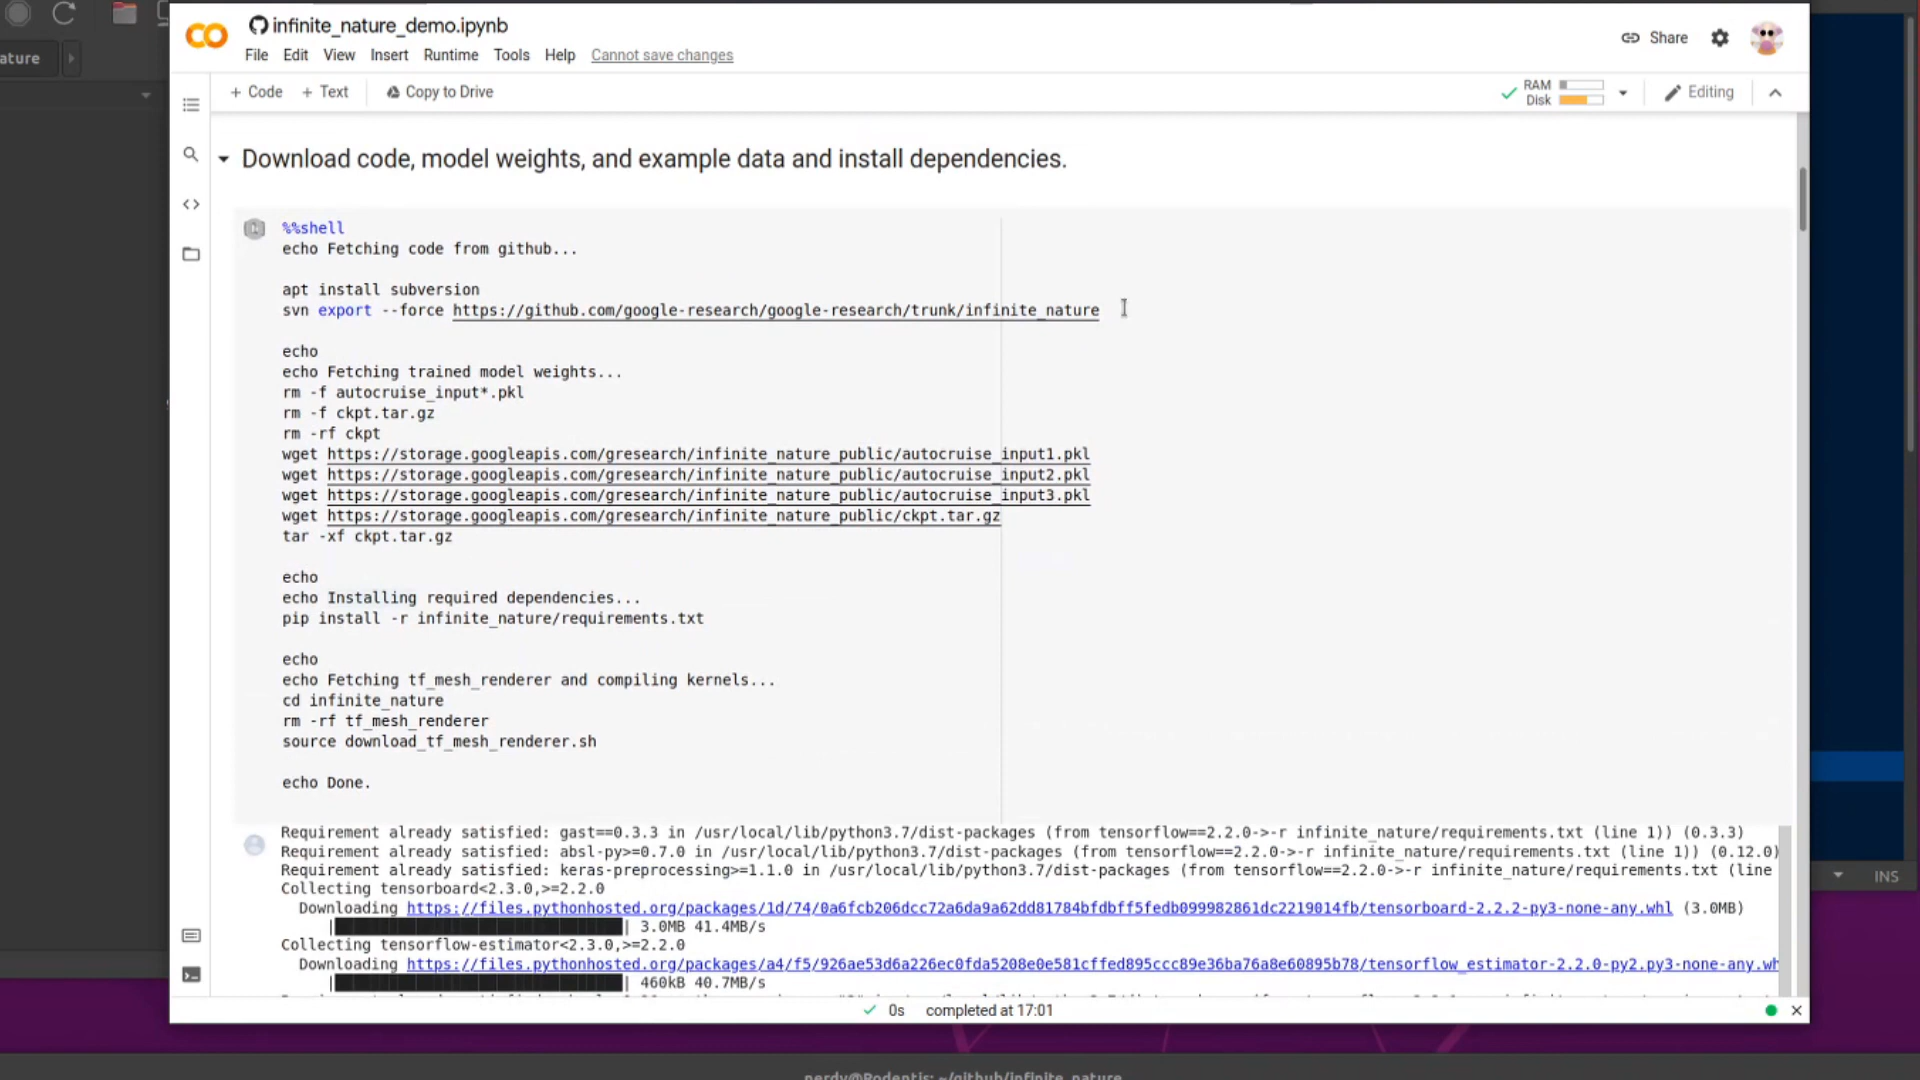 ature
infinite_nature_demo.ipynb
File Edit View Insert Runtime Tools Help Cannot save changes
Share
+ Code + Text Copy to Drive
RAM
Disk
Editing
Download code, model weights, and example data and install dependencies.
%%shell
echo Fetching code from github...
apt install subversion
svn export --force https://github.com/google-research/google-research/trunk/infinite_nature
echo
echo Fetching trained model weights...
rm -f autocruise_input*.pkl
rm -f ckpt.tar.gz
rm -rf ckpt
wget https://storage.googleapis.com/gresearch/infinite_nature_public/autocruise_input1.pkl
wget https://storage.googleapis.com/gresearch/infinite_nature_public/autocruise_input2.pkl
wget https://storage.googleapis.com/gresearch/infinite_nature_public/autocruise_input3.pkl
wget https://storage.googleapis.com/gresearch/infinite_nature_public/ckpt.tar.gz
tar -xf ckpt.tar.gz
echo
echo Installing required dependencies...
pip install -r infinite_nature/requirements.txt
echo
echo Fetching tf_mesh_renderer and compiling kernels...
cd infinite_nature
rm -rf tf_mesh_renderer
source download_tf_mesh_renderer.sh
echo Done.
Requirement already satisfied: gast==0.3.3 in /usr/local/lib/python3.7/dist-packages (from tensorflow==2.2.0->-r infinite_nature/requirements.txt (line 1)) (0.3.3)
Requirement already satisfied: absl-py>=0.7.0 in /usr/local/lib/python3.7/dist-packages (from tensorflow==2.2.0->-r infinite_nature/requirements.txt (line 1)) (0.12.0)
Requirement already satisfied: keras-preprocessing>=1.1.0 in /usr/local/lib/python3.7/dist-packages (from tensorflow==2.2.0->-r infinite_nature/requirements.txt (line
Collecting tensorboard<2.3.0,>=2.2.0
Downloading https://files.pythonhosted.org/packages/1d/74/0a6fcb206dcc72a6da9a62dd81784bfdbff5fedb099982861dc2219014fb/tensorboard-2.2.2-py3-none-any.whl (3.0MB)
| 3.0MB 41.4MB/s
Collecting tensorflow-estimator<2.3.0,>=2.2.0
Downloading https://files.pythonhosted.org/packages/a4/f5/926ae53d6a226ec0fda5208e0e581cffed895ccc89e36ba76a8e60895b78/tensorflow_estimator-2.2.0-py2.py3-none-any.wh
| 460kB 40.7MB/s
0s completed at 17:01
INS
nerdy@Rodentis: ~/github/infinite_nature